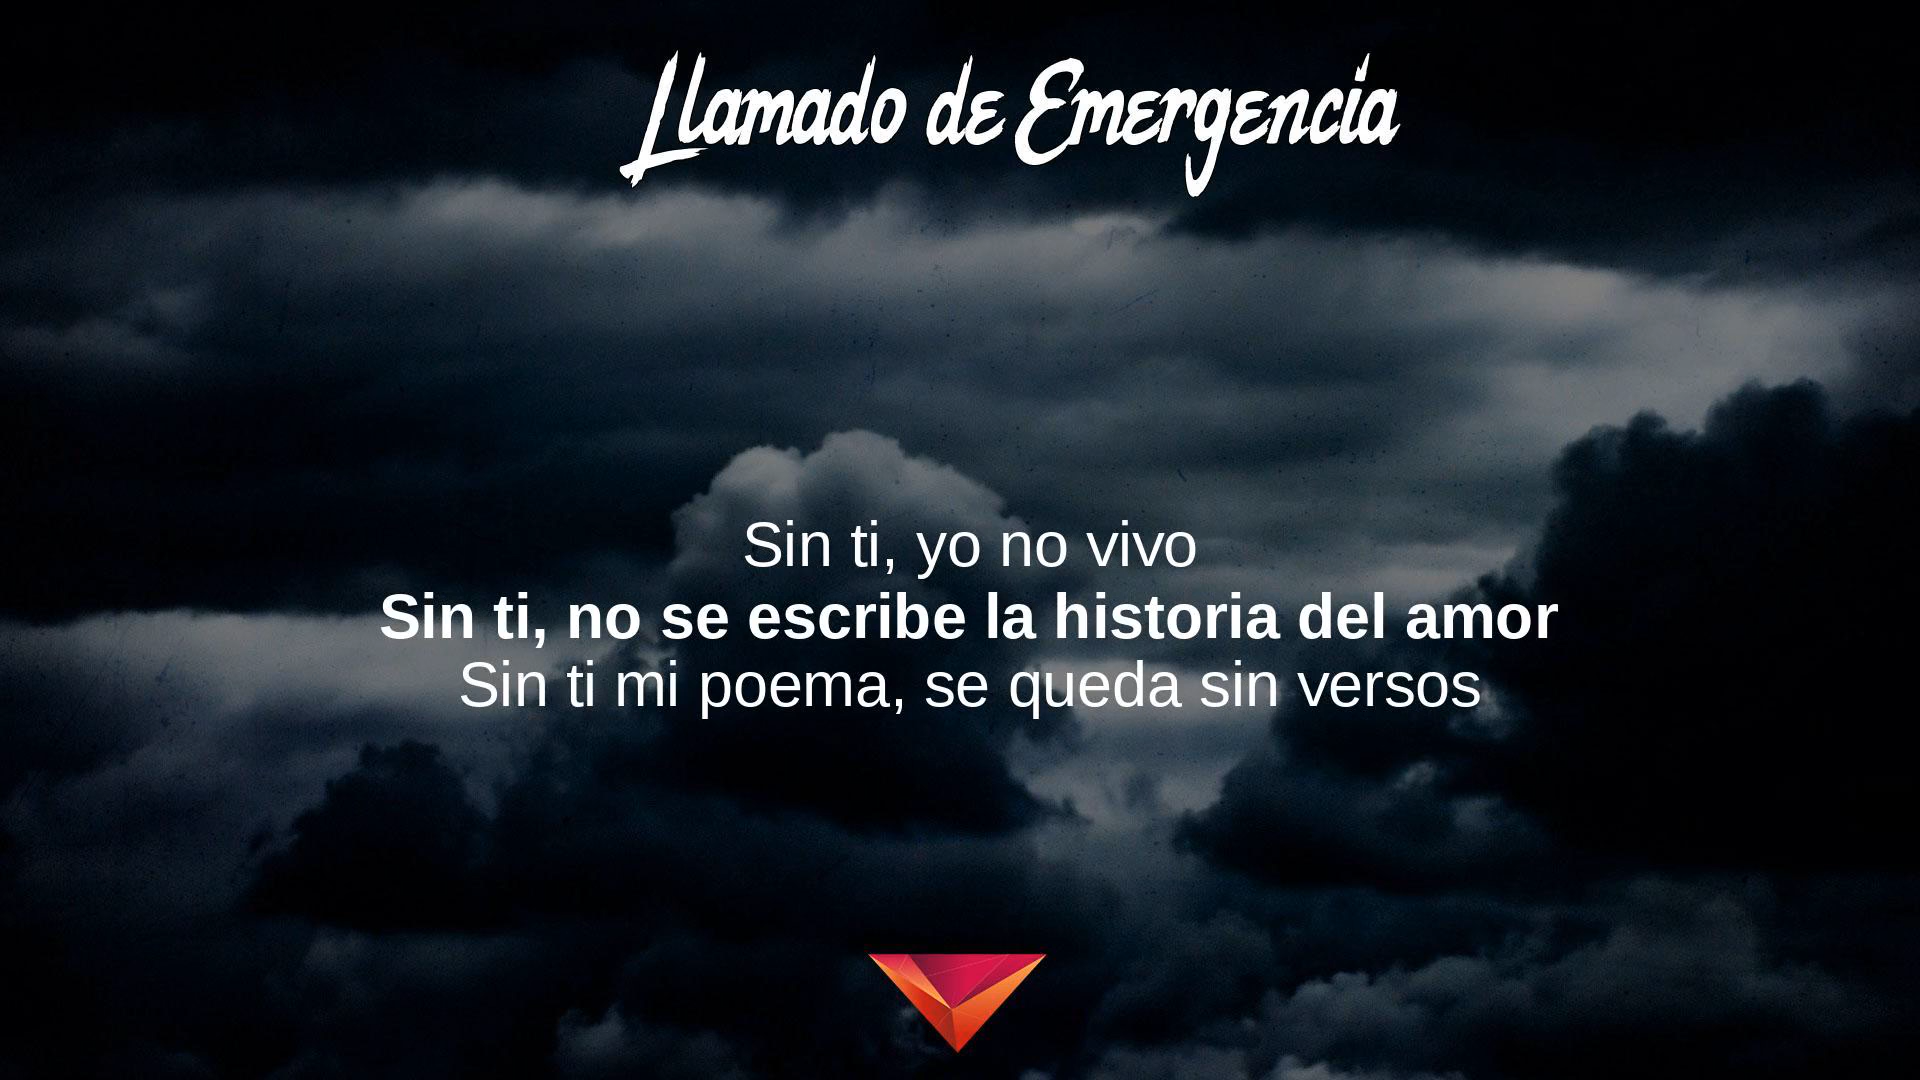 Llamado de Emergencia
Sin ti, yo no vivo
Sin ti, no se escribe la historia del amor
Sin ti mi poema, se queda sin versos